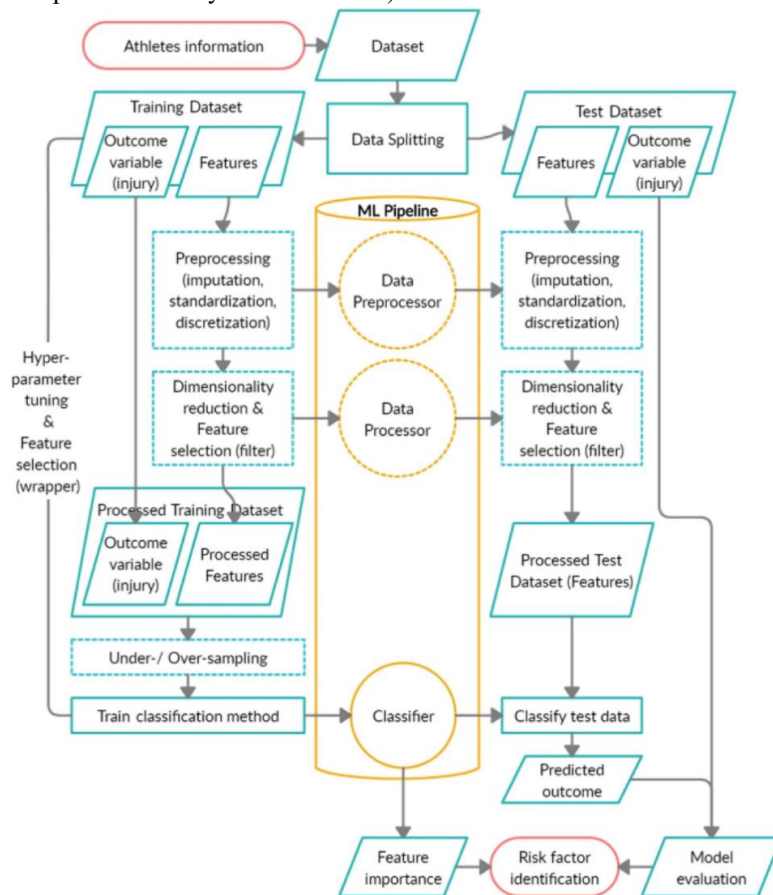 Athletes information
Dataset
Training Dataset
Data Splitting
Test Dataset
Outcome
variable
(injury)
Features
Features
Outcome
variable
(injury)
ML Pipeline
Preprocessing
(imputation,
standardization,
discretization)
Data
Preprocessor
Preprocessing
(imputation,
standardization,
discretization)
Hyper-
parameter
tuning
&
Feature
selection
(wrapper)
Dimensionality
reduction &
Feature
selection (filter)
Data
Processor
Dimensionality
reduction &
Feature
selection (filter)
Processed Training Dataset
Outcome
variable
(injury)
Processed
Features
Processed Test
Dataset (Features)
Under-/ Over-sampling
Train classification method
Classifier
Classify test data
Predicted
outcome
Feature
importance
Risk factor
identification
Model
evaluation